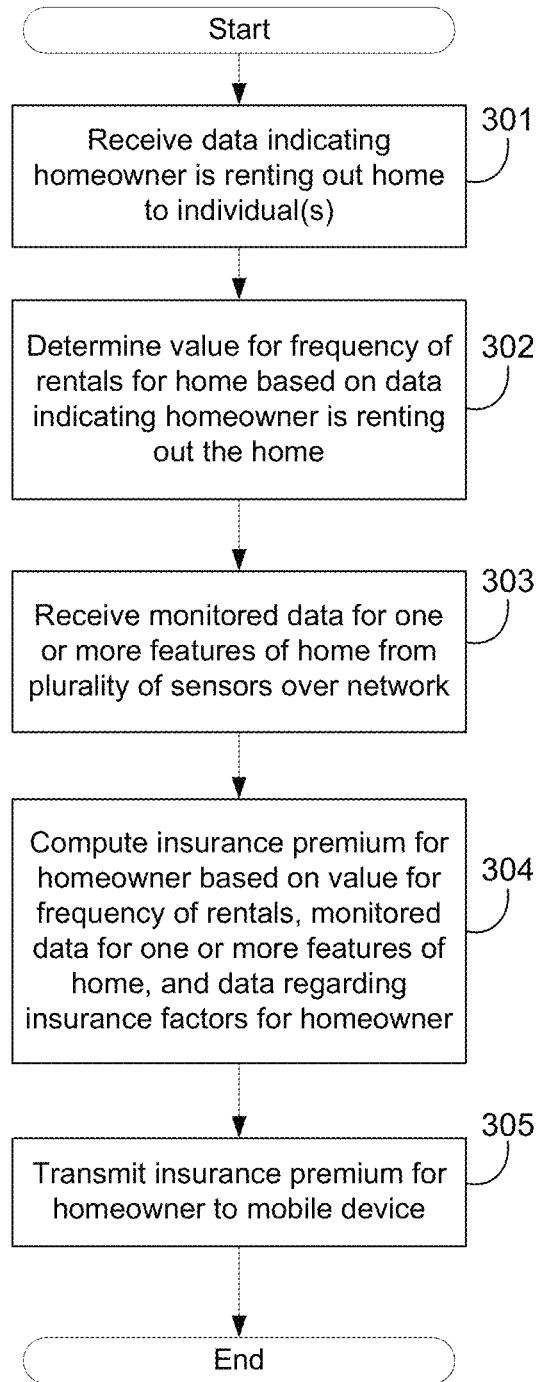 Start
301
Receive data indicating
homeowner is renting out home
to individual(s)
302
Determine value for frequency of
rentals for home based on data
indicating homeowner is renting
out the home
303
Receive monitored data for one
or more features of home from
plurality of sensors over network
304
Compute insurance premium for
homeowner based on value for
frequency of rentals, monitored
data for one or more features of
home, and data regarding
insurance factors for homeowner
305
Transmit insurance premium for
homeowner to mobile device
End